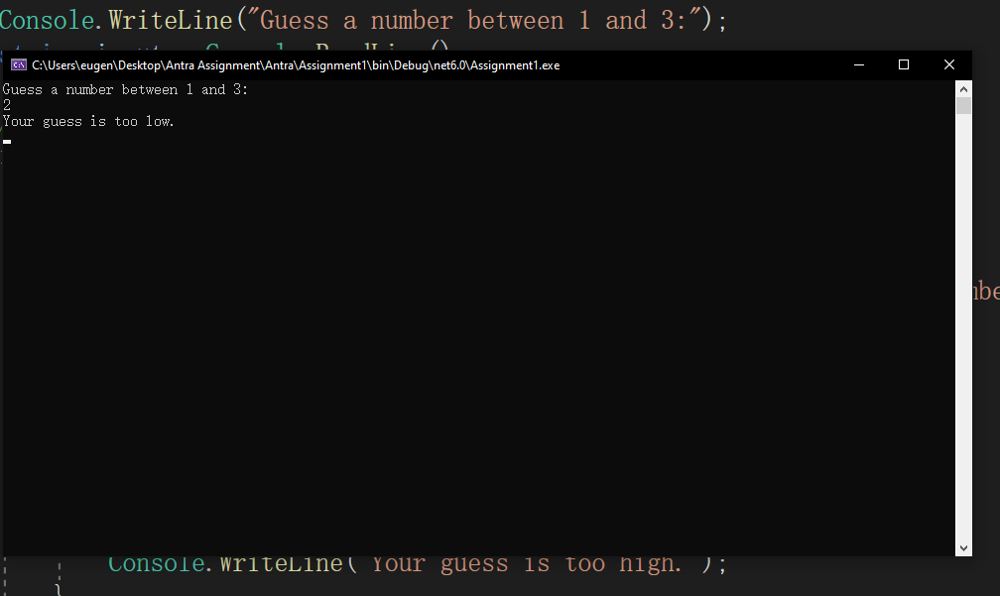 Console.WriteLine("Guess a number between 1 and 3:");
C:\Users\eugen\Desktop\Antra Assignment\Antra\Assignment1\bin\Debug\net6.0\Assignment1.exe
Guess a number between 1 and 3:
2
Your guess is too low.
Console.WriteLine("Your guess is too high.");
}